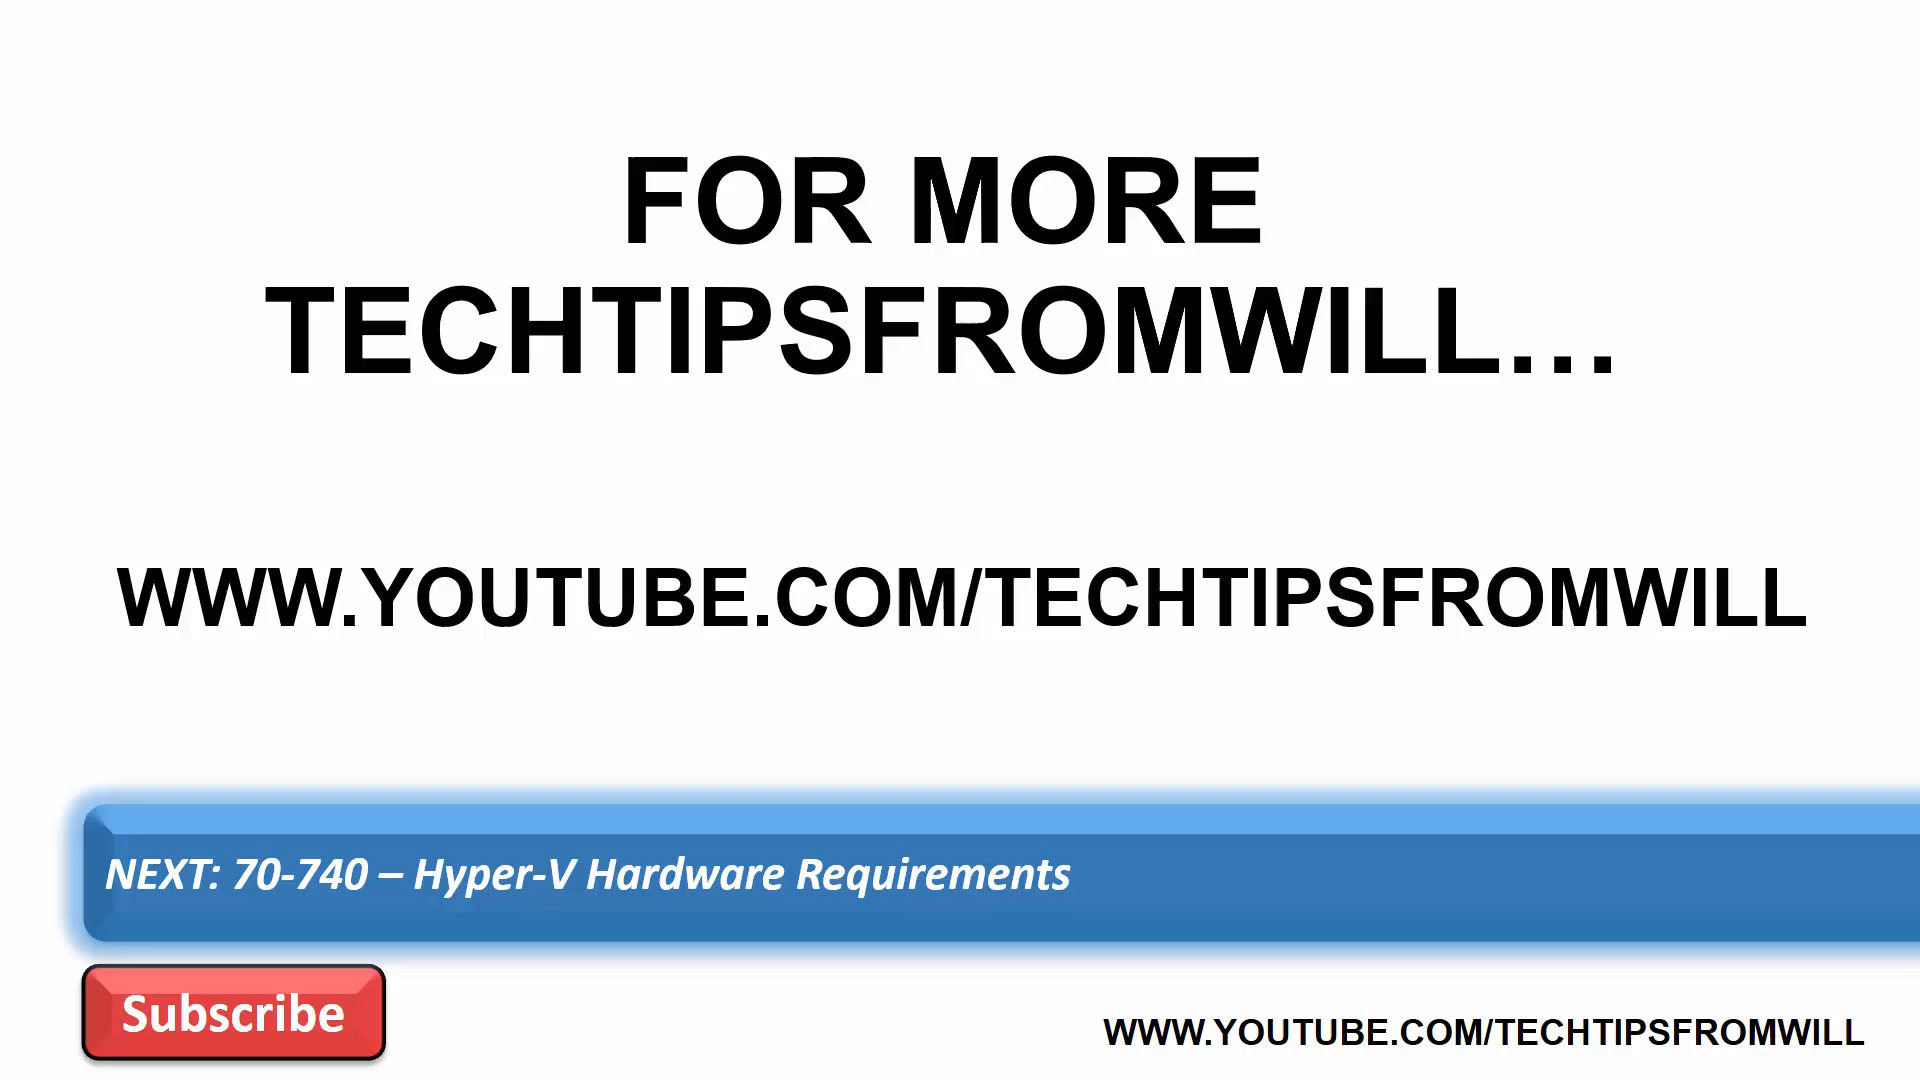 FOR MORE
TECHTIPSFROMWILL…
WWW.YOUTUBE.COM/TECHTIPSFROMWILL
NEXT: 70-740 – Hyper-V Hardware Requirements
Subscribe
WWW.YOUTUBE.COM/TECHTIPSFROMWILL